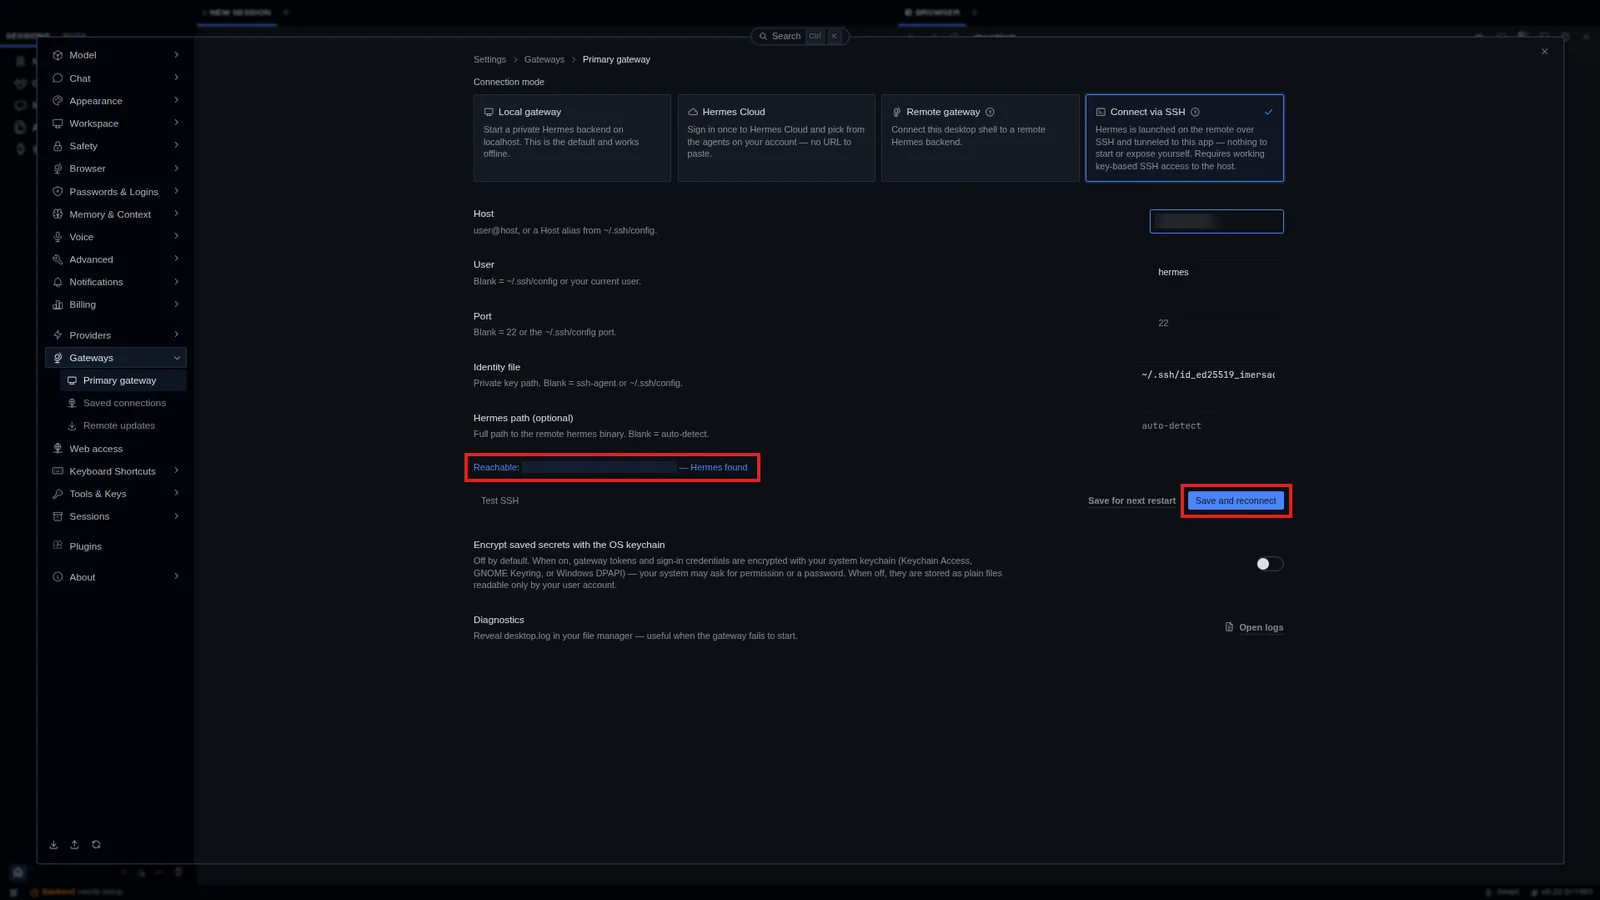 NEW SESSION
BROWSER
SESSIONS
Search Ctrl K
Model
Chat
Appearance
Workspace
Safety
Browser
Passwords & Logins
Memory & Context
Voice
Advanced
Notifications
Billing
Providers
Gateways
Primary gateway
Saved connections
Remote updates
Web access
Keyboard Shortcuts
Tools & Keys
Sessions
Plugins
About
Settings > Gateways > Primary gateway
Connection mode
Local gateway
Start a private Hermes backend on
localhost. This is the default and works
offline.
Hermes Cloud
Sign in once to Hermes Cloud and pick from
the agents on your account — no URL to
paste.
Remote gateway
Connect this desktop shell to a remote
Hermes backend.
Connect via SSH
Hermes is launched on the remote over
SSH and tunneled to this app — nothing to
start or expose yourself. Requires working
key-based SSH access to the host.
Host
user@host, or a Host alias from ~/.ssh/config.
User
Blank = ~/.ssh/config or your current user.
hermes
Port
Blank = 22 or the ~/.ssh/config port.
22
Identity file
Private key path. Blank = ssh-agent or ~/.ssh/config.
~/.ssh/id_ed25519_imersac
Hermes path (optional)
Full path to the remote hermes binary. Blank = auto-detect.
auto-detect
Reachable: — Hermes found
Test SSH
Save for next restart
Save and reconnect
Encrypt saved secrets with the OS keychain
Off by default. When on, gateway tokens and sign-in credentials are encrypted with your system keychain (Keychain Access,
GNOME Keyring, or Windows DPAPI) — your system may ask for permission or a password. When off, they are stored as plain files
readable only by your user account.
Diagnostics
Reveal desktop.log in your file manager — useful when the gateway fails to start.
Open logs